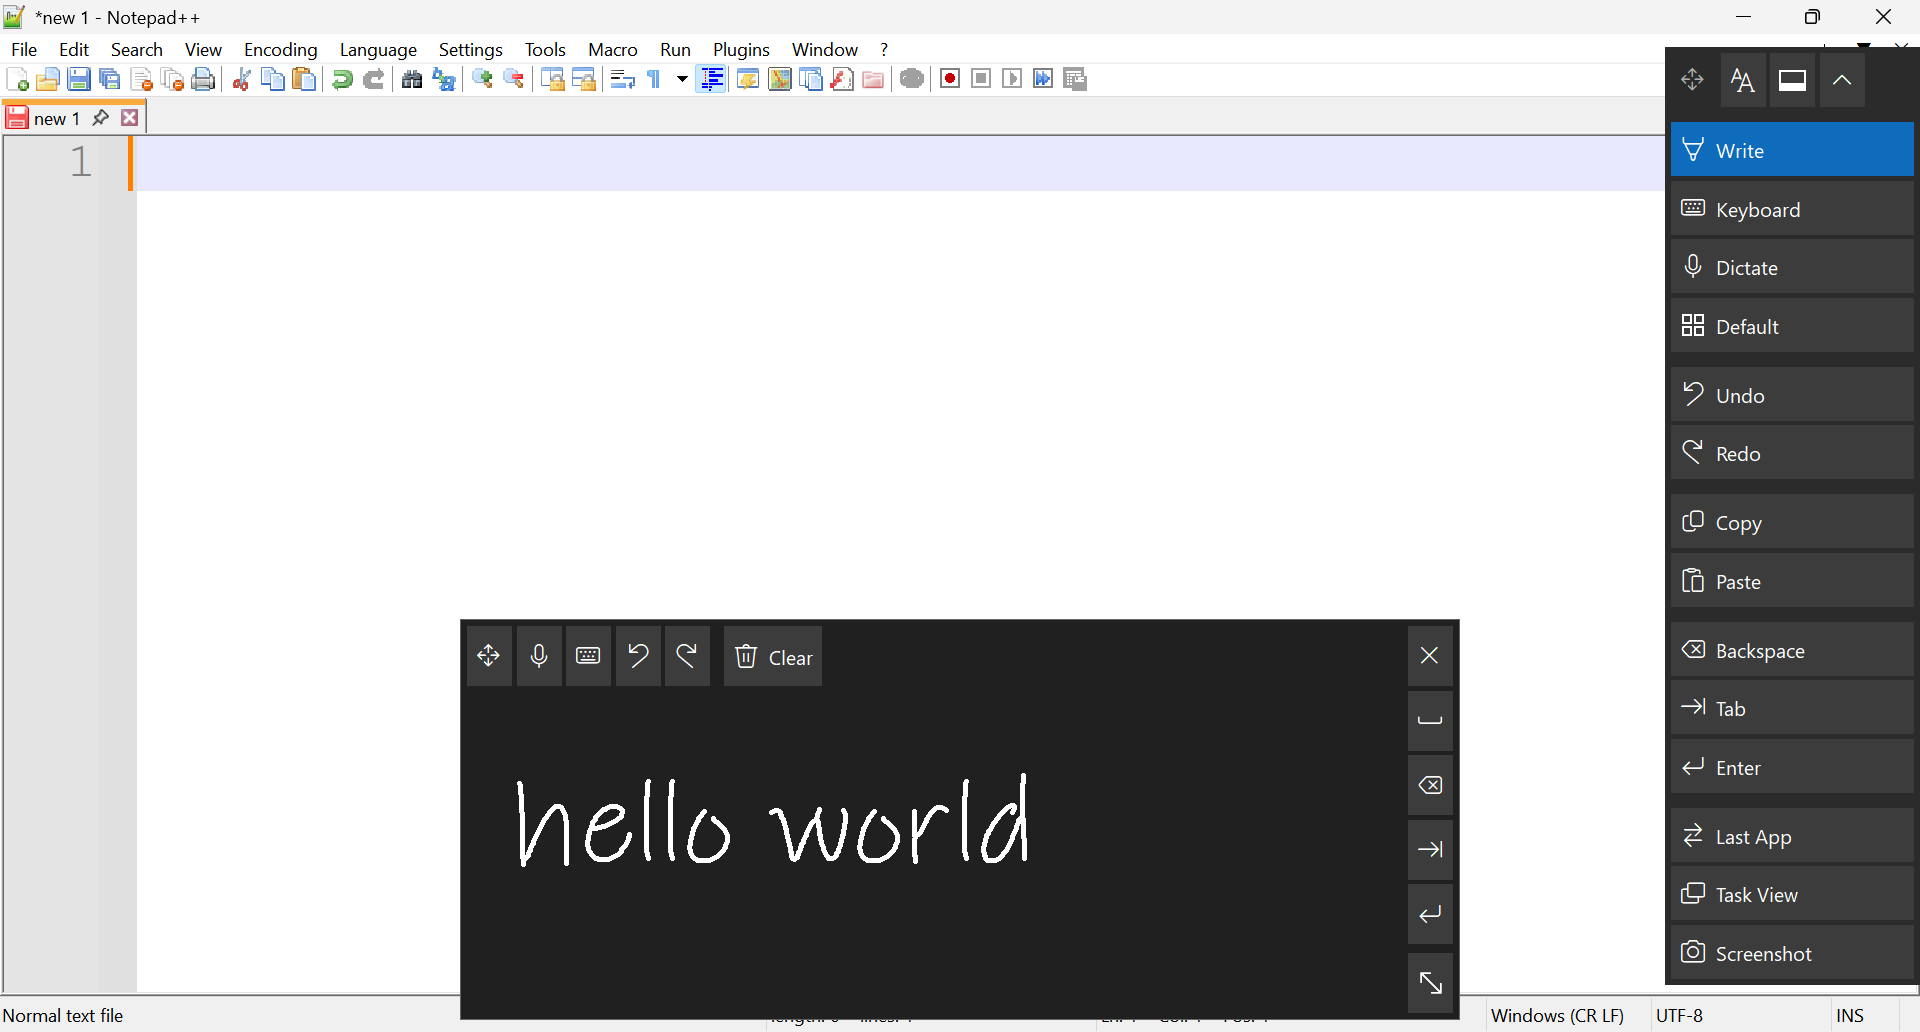 *new 1 - Notepad++
File Edit Search View Encoding Language Settings Tools Macro Run Plugins Window ?
new 1
1
Write
Keyboard
Dictate
Default
Undo
Redo
Copy
Paste
Backspace
Tab
Enter
Last App
Task View
Screenshot
Clear
hello world
Normal text file
Windows (CR LF) UTF-8 INS